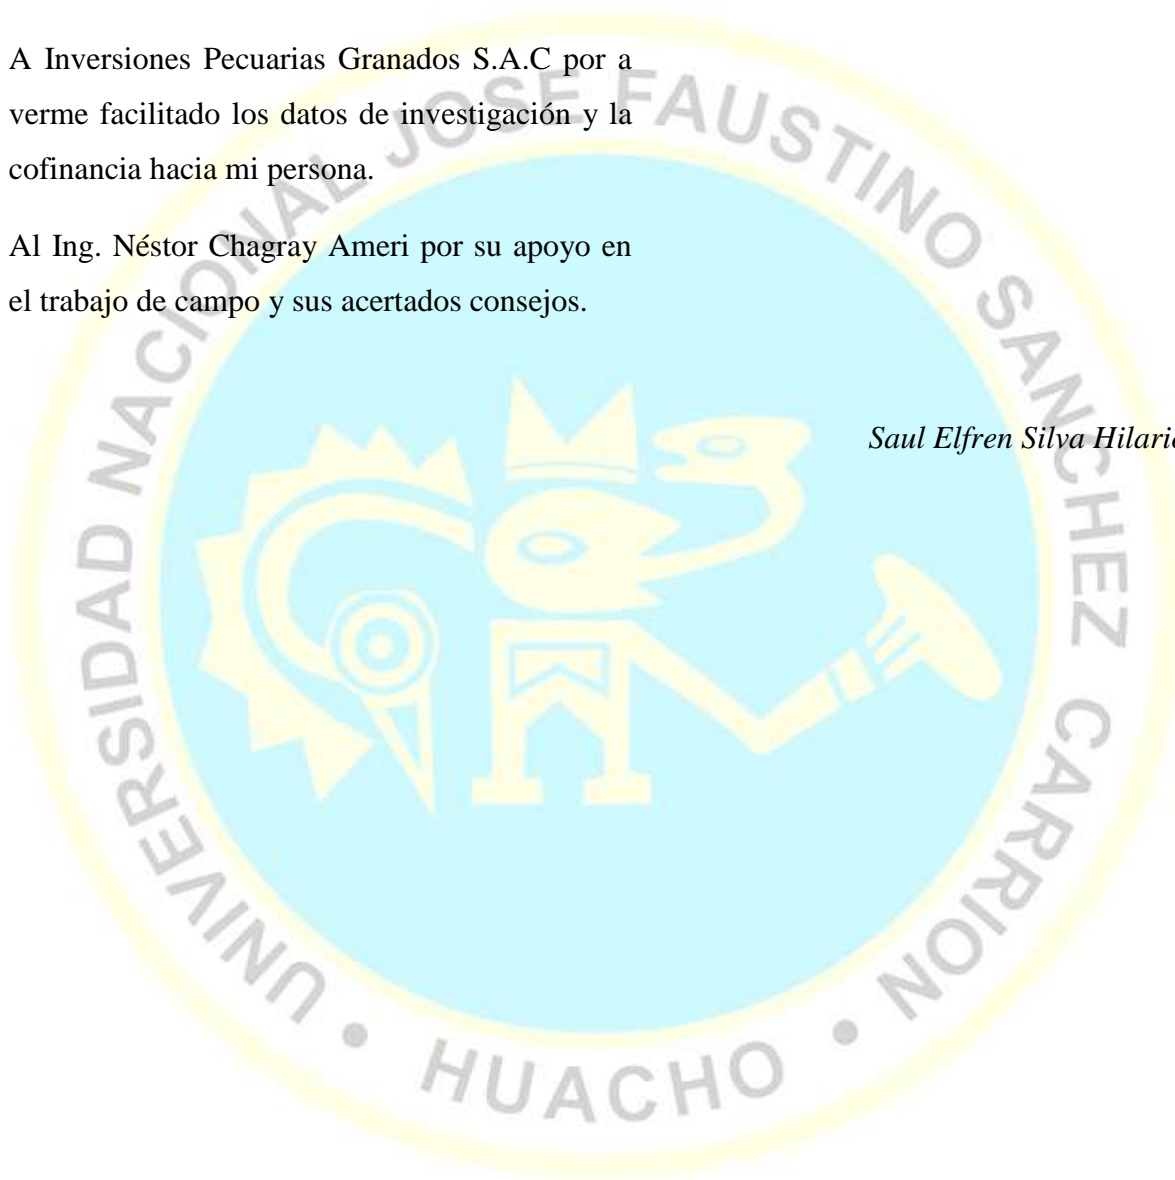 A Inversiones Pecuarias Granados S.A.C por a
verme facilitado los datos de investigación y la
cofinancia hacia mi persona.
Al Ing. Néstor Chagray Ameri por su apoyo en
el trabajo de campo y sus acertados consejos.
Saul Elfren Silva Hilario
UNIVERSIDAD NACIONAL JOSE FAUSTINO SANCHEZ CARRION
• HUACHO •